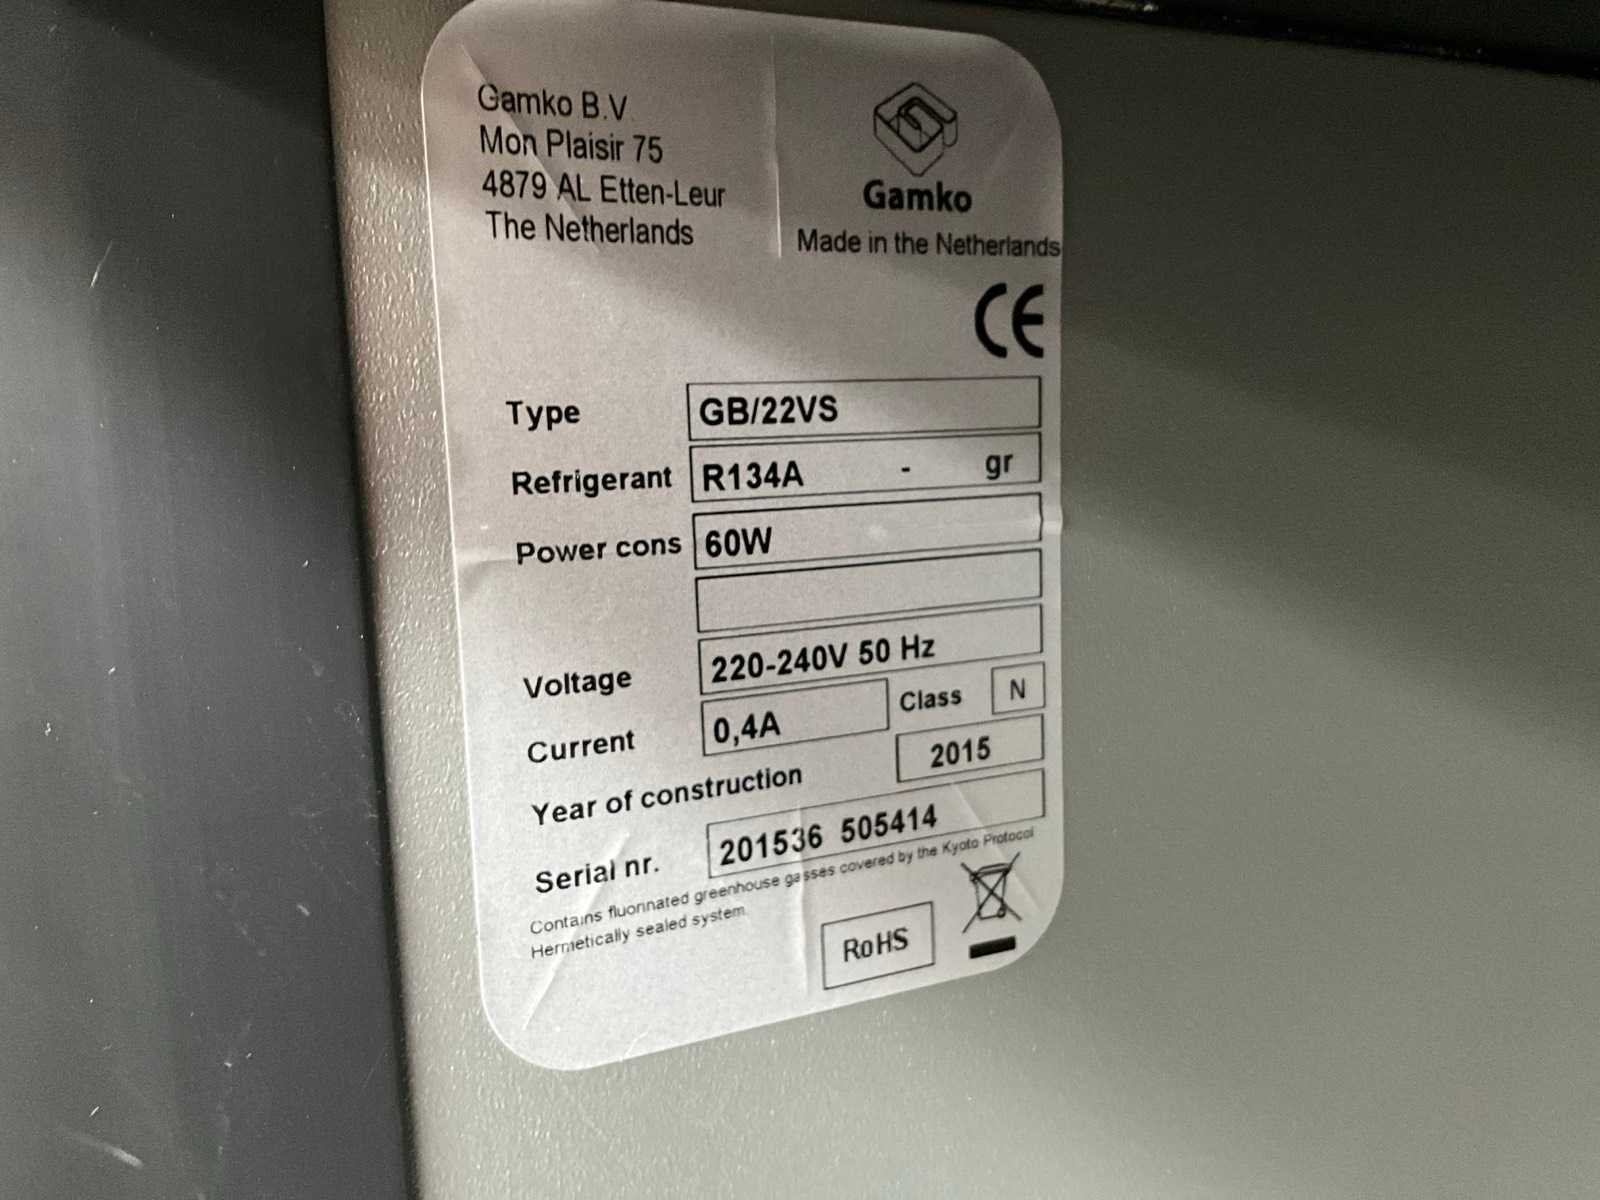 Gamko B.V.
Mon Plaisir 75
4879 AL Etten-Leur
The Netherlands
Gamko
Made in the Netherlands
CE
Type GB/22VS
Refrigerant R134A - gr
Power cons 60W
Voltage 220-240V 50 Hz
Current 0,4A Class N
Year of construction 2015
Serial nr. 201536 505414
Contains fluorinated greenhouse gasses covered by the Kyoto Protocol
Hermetically sealed system
RoHS